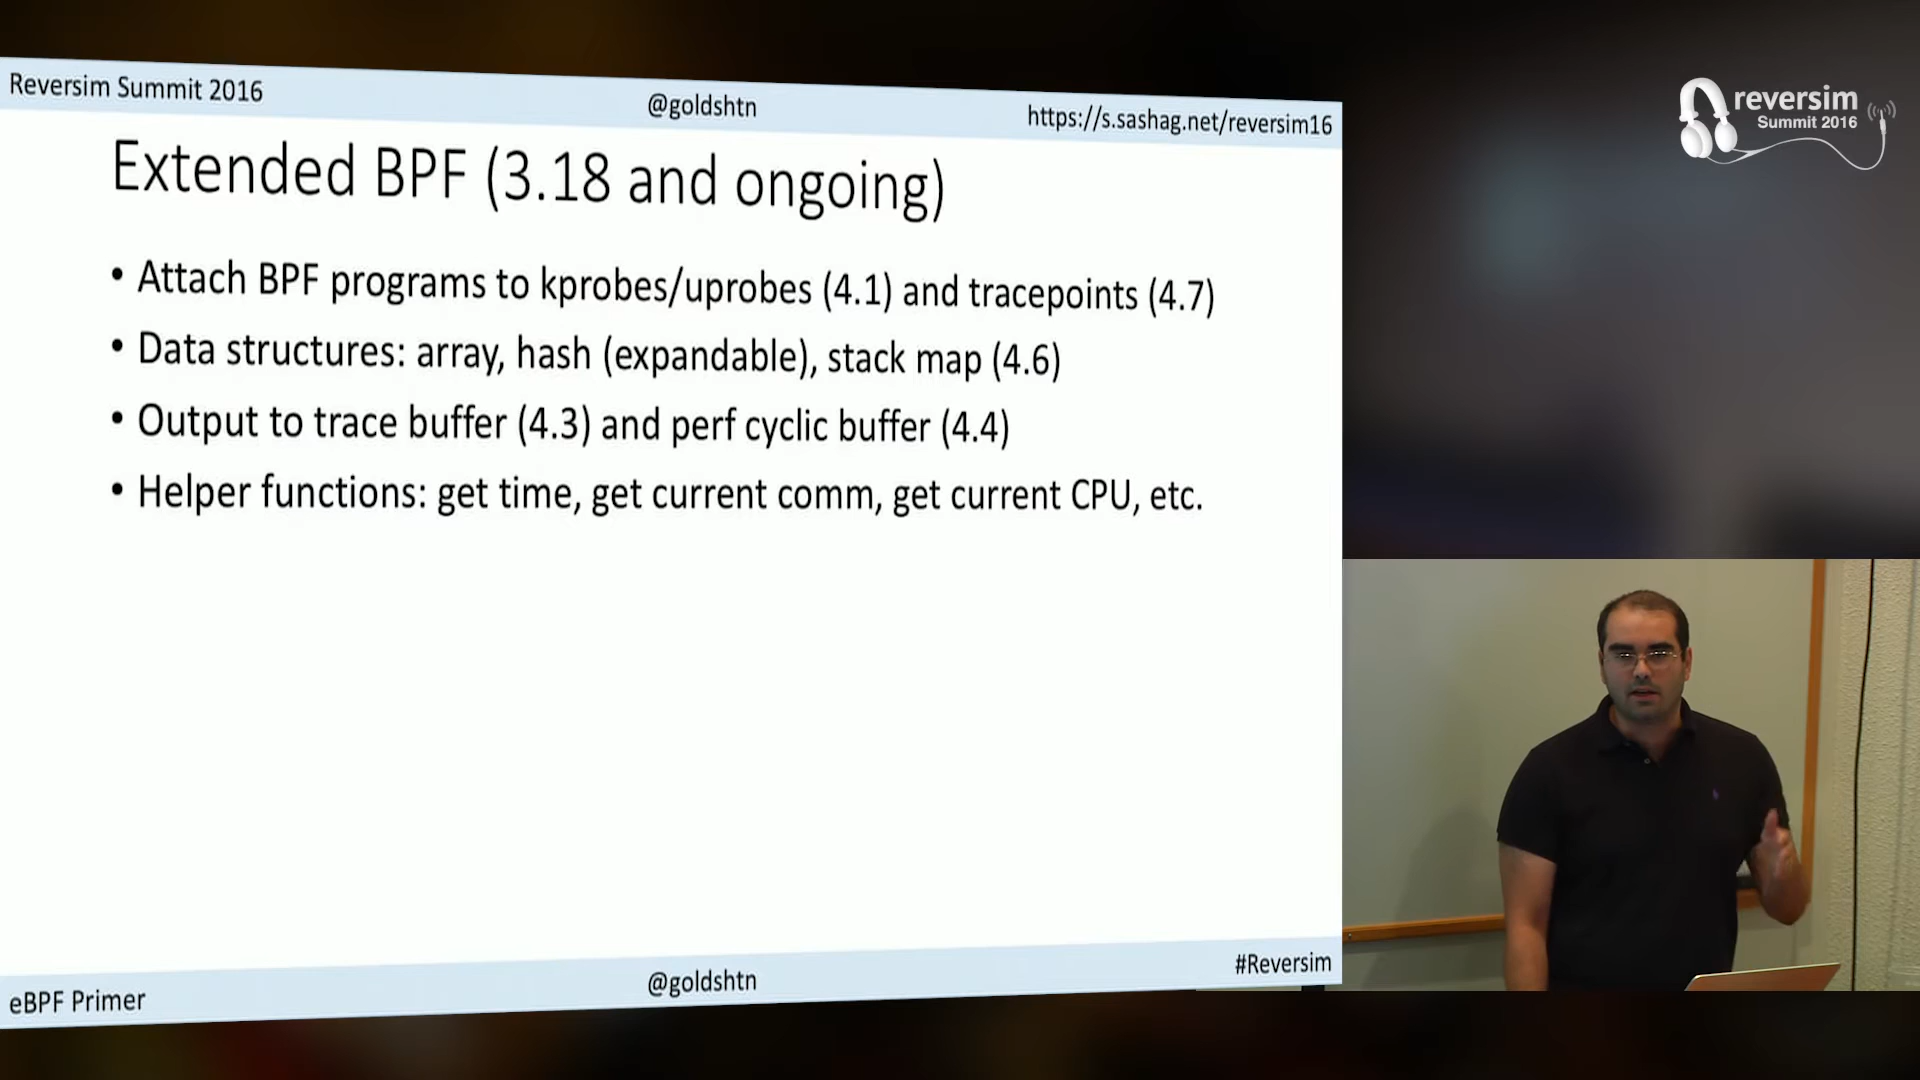 Reversim Summit 2016
@goldshtn
https://s.sashag.net/reversim16
Extended BPF (3.18 and ongoing)
• Attach BPF programs to kprobes/uprobes (4.1) and tracepoints (4.7)
• Data structures: array, hash (expandable), stack map (4.6)
• Output to trace buffer (4.3) and perf cyclic buffer (4.4)
• Helper functions: get time, get current comm, get current CPU, etc.
eBPF Primer
@goldshtn
#Reversim
reversim
Summit 2016